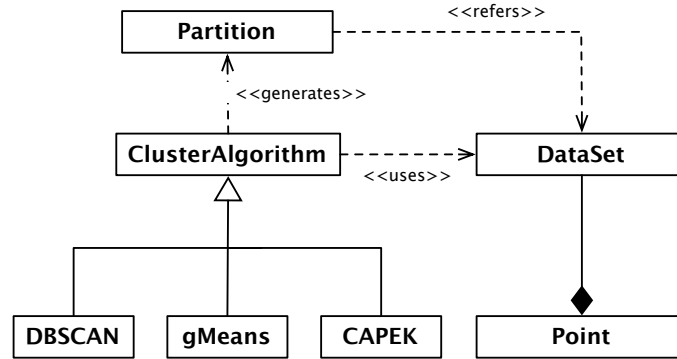 <<refers>>
Partition
<<generates>>
ClusterAlgorithm
DataSet
<<uses>>
DBSCAN
gMeans
CAPEK
Point